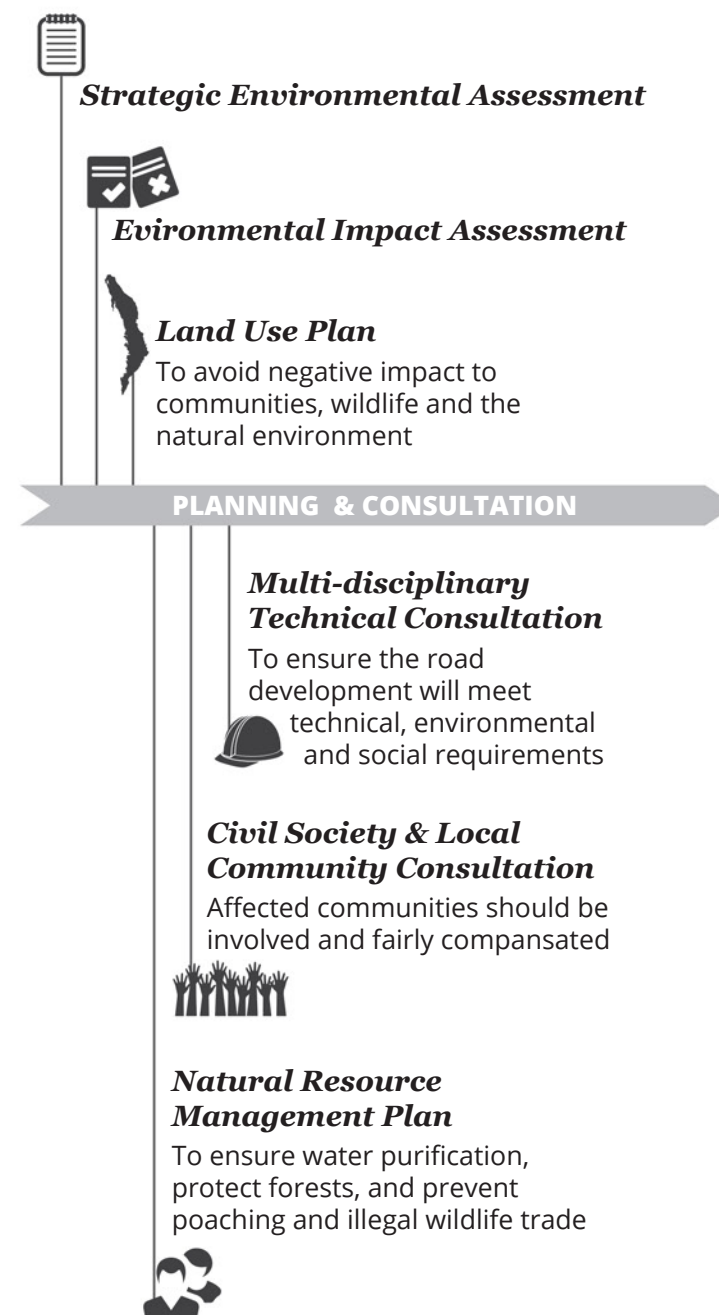 Strategic Environmental Assessment
Evironmental Impact Assessment
Land Use Plan
To avoid negative impact to
communities, wildlife and the
natural environment
PLANNING & CONSULTATION
Multi-disciplinary
Technical Consultation
To ensure the road
development will meet
technical, environmental
and social requirements
Civil Society & Local
Community Consultation
Affected communities should be
involved and fairly compansated
Natural Resource
Management Plan
To ensure water purification,
protect forests, and prevent
poaching and illegal wildlife trade